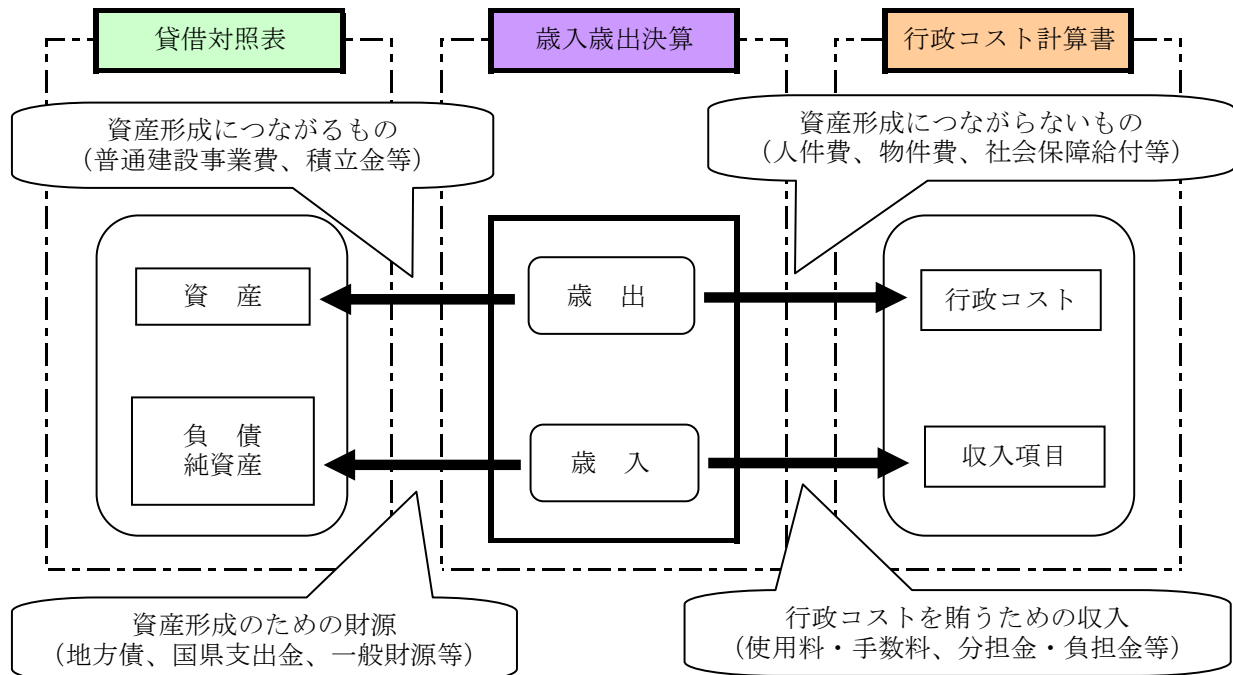 貸借対照表
歳入歳出決算
行政コスト計算書
資産形成につながるもの
（普通建設事業費、積立金等）
資産形成につながらないもの
（人件費、物件費、社会保障給付等）
資　産
歳　出
行政コスト
負　債
純資産
歳　入
収入項目
資産形成のための財源
（地方債、国県支出金、一般財源等）
行政コストを賄うための収入
（使用料・手数料、分担金・負担金等）